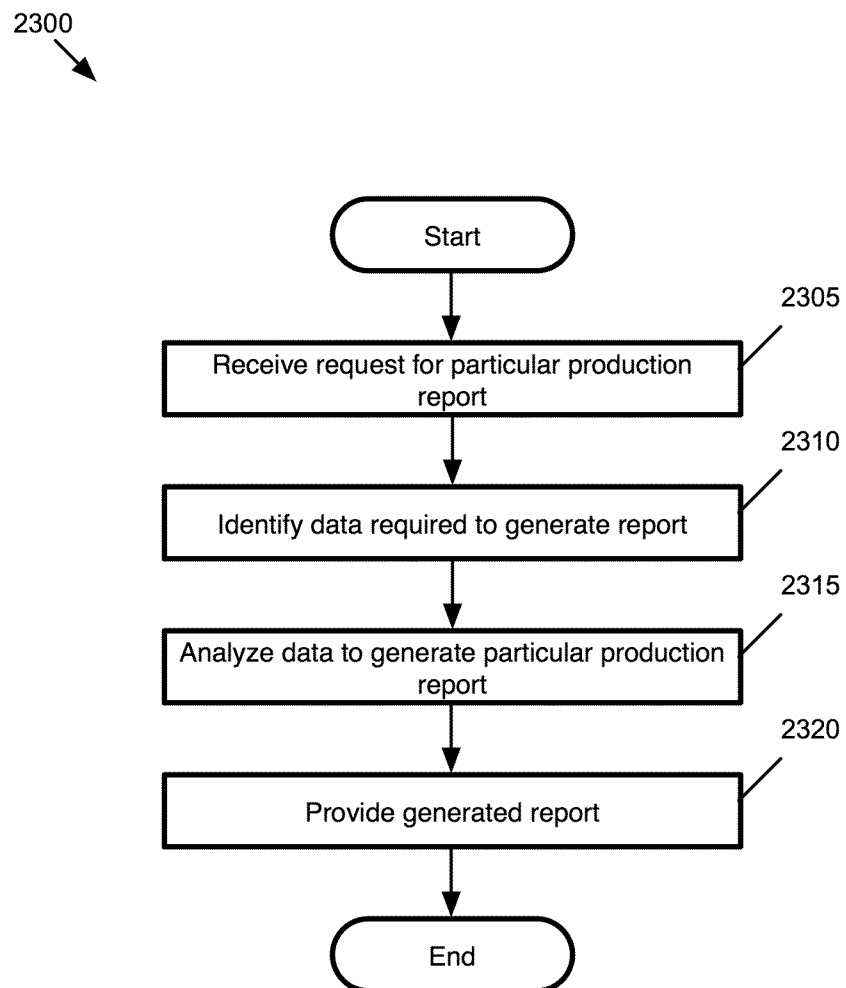 2300
Start
2305
Receive request for particular production
report
2310
Identify data required to generate report
2315
Analyze data to generate particular production
report
2320
Provide generated report
End